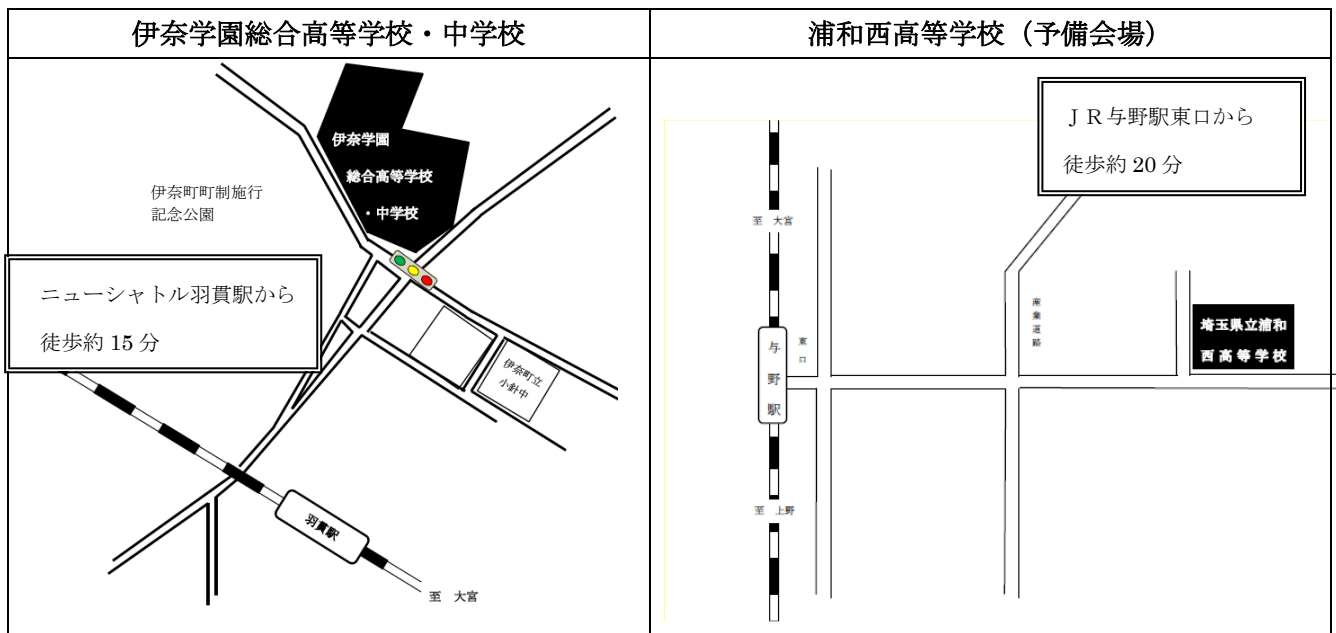 伊奈学園総合高等学校・中学校
伊奈学園
総合高等学校
・中学校
伊奈町町制施行
記念公園
ニューシャトル羽貫駅から
徒歩約 15 分
伊奈町立
小針中
羽貫駅
至 大宮
浦和西高等学校(予備会場)
JR与野駅東口から
徒歩約 20 分
至 大宮
産業道路
埼玉県立浦和
西高等学校
与野駅
東口
至 上野